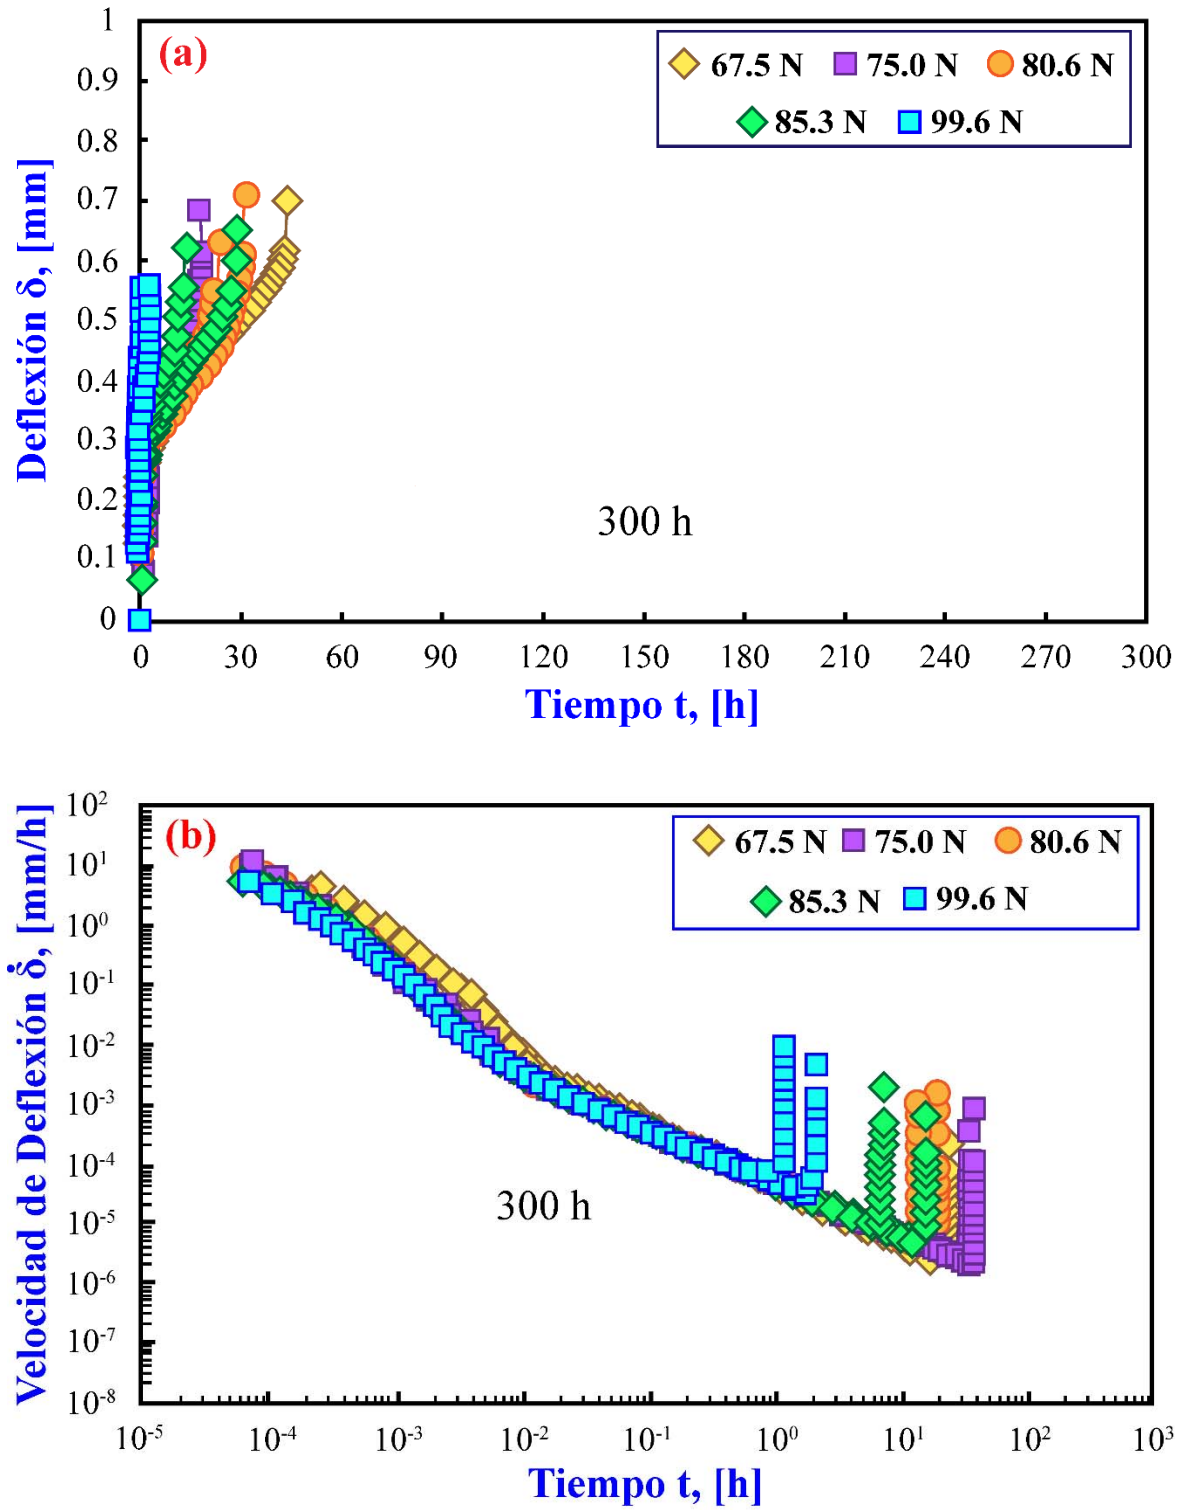 (a)
67.5 N 75.0 N 80.6 N
85.3 N 99.6 N
Deflexión δ, [mm]
1
0.9
0.8
0.7
0.6
0.5
0.4
0.3
0.2
0.1
0
300 h
0 30 60 90 120 150 180 210 240 270 300
Tiempo t, [h]
(b)
67.5 N 75.0 N 80.6 N
85.3 N 99.6 N
Velocidad de Deflexión δ̇, [mm/h]
10²
10¹
10⁰
10⁻¹
10⁻²
10⁻³
10⁻⁴
10⁻⁵
10⁻⁶
10⁻⁷
10⁻⁸
300 h
10⁻⁵ 10⁻⁴ 10⁻³ 10⁻² 10⁻¹ 10⁰ 10¹ 10² 10³
Tiempo t, [h]